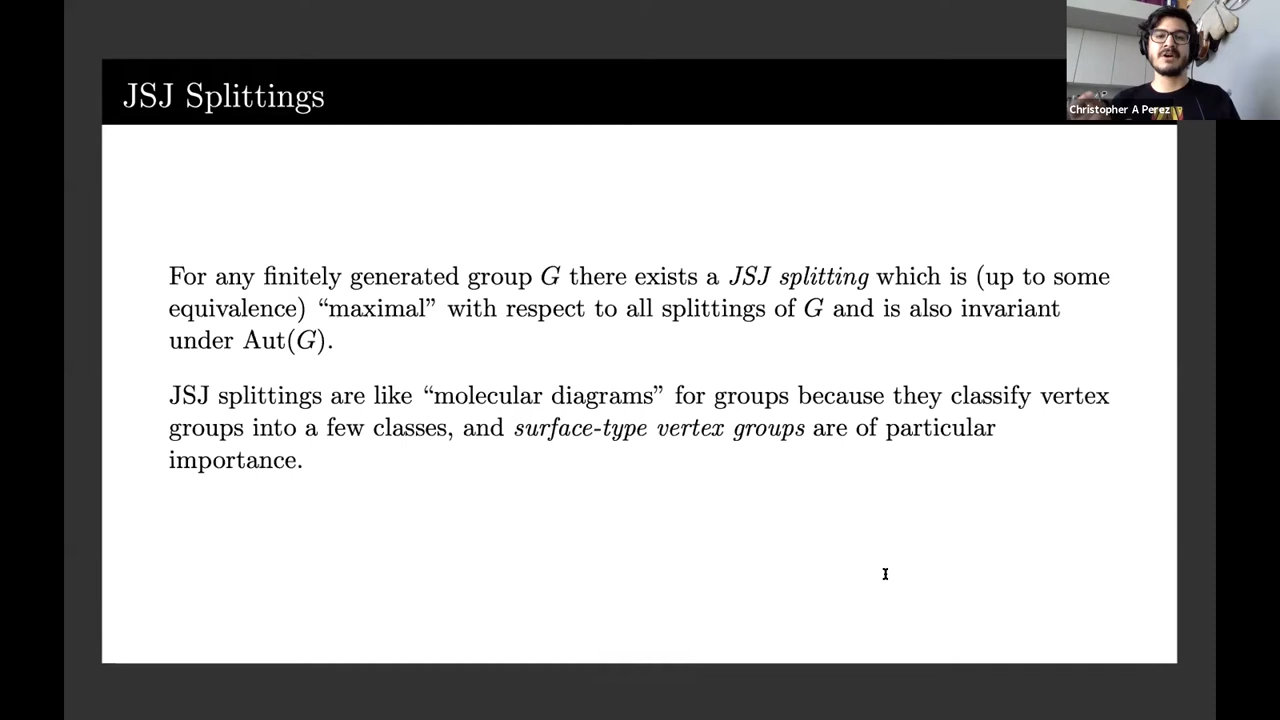 JSJ Splittings
Christopher A Perez
For any finitely generated group G there exists a JSJ splitting which is (up to some
equivalence) “maximal” with respect to all splittings of G and is also invariant
under Aut(G).
JSJ splittings are like “molecular diagrams” for groups because they classify vertex
groups into a few classes, and surface-type vertex groups are of particular
importance.